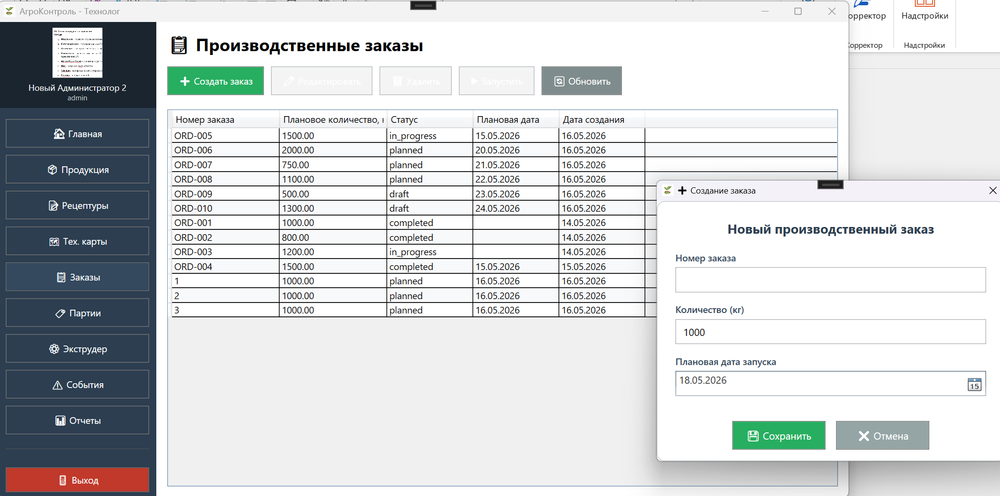 АгроКонтроль - Технолог
Новый Администратор 2
admin
Главная
Продукция
Рецептуры
Тех. карты
Заказы
Партии
Экструдер
События
Отчеты
Выход
Производственные заказы
Создать заказ
Редактировать
Удалить
Запустить
Обновить
Номер заказа Плановое количество, Статус Плановая дата Дата создания
ORD-005 1500.00 in_progress 15.05.2026 16.05.2026
ORD-006 2000.00 planned 20.05.2026 16.05.2026
ORD-007 750.00 planned 21.05.2026 16.05.2026
ORD-008 1100.00 planned 22.05.2026 16.05.2026
ORD-009 500.00 draft 23.05.2026 16.05.2026
ORD-010 1300.00 draft 24.05.2026 16.05.2026
ORD-001 1000.00 completed 14.05.2026
ORD-002 800.00 completed 14.05.2026
ORD-003 1200.00 in_progress 14.05.2026
ORD-004 1500.00 completed 15.05.2026 15.05.2026
1 1000.00 planned 16.05.2026 16.05.2026
2 1000.00 planned 16.05.2026 16.05.2026
3 1000.00 planned 16.05.2026 16.05.2026
орректор
Надстройки
орректор
Надстройки
Создание заказа
Новый производственный заказ
Номер заказа
Количество (кг)
1000
Плановая дата запуска
18.05.2026
15
Сохранить
Отмена